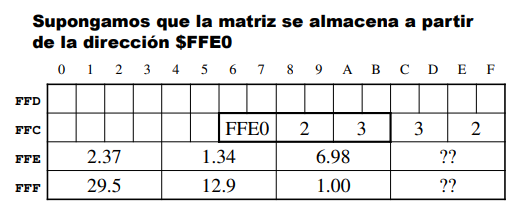 Supongamos que la matriz se almacena a partir
de la dirección $FFE0
0 1 2 3 4 5 6 7 8 9 A B C D E F
FFD
FFC FFE0 2 3 3 2
FFE 2.37 1.34 6.98 ??
FFF 29.5 12.9 1.00 ??